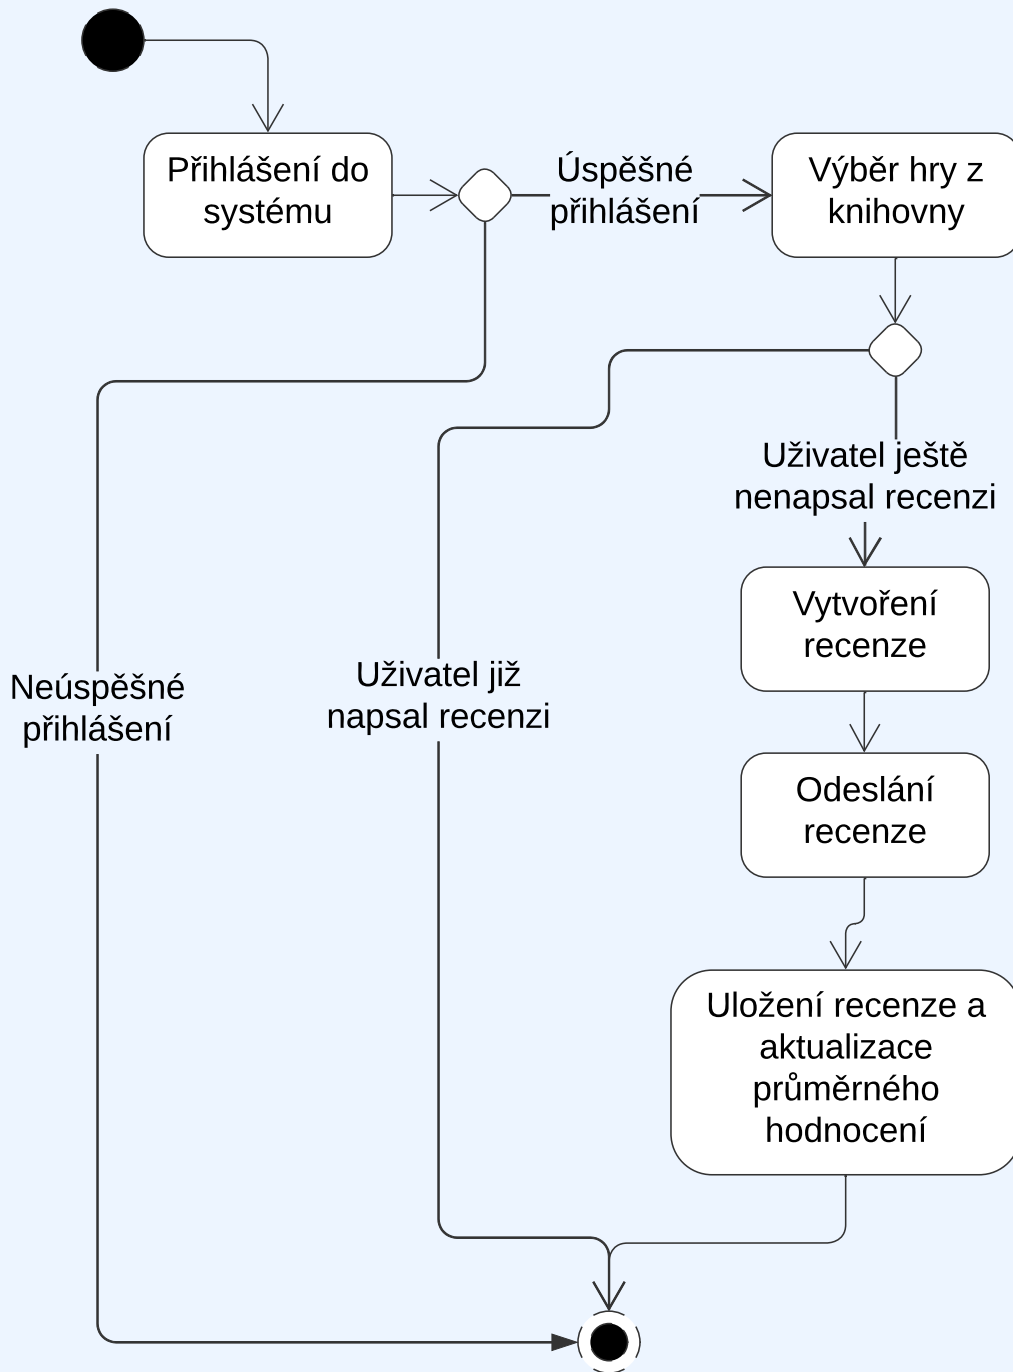 Přihlášení do
systému
Úspěšné
přihlášení
Výběr hry z
knihovny
Uživatel ještě
nenapsal recenzi
Vytvoření
recenze
Neúspěšné
přihlášení
Uživatel již
napsal recenzi
Odeslání
recenze
Uložení recenze a
aktualizace
průměrného
hodnocení